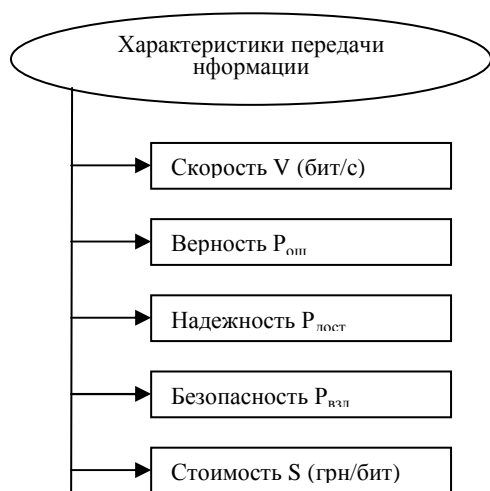 Характеристики передачи
нформации
Скорость V (бит/с)
Верность Pош
Надежность Pдост
Безопасность Pвзл
Стоимость S (грн/бит)